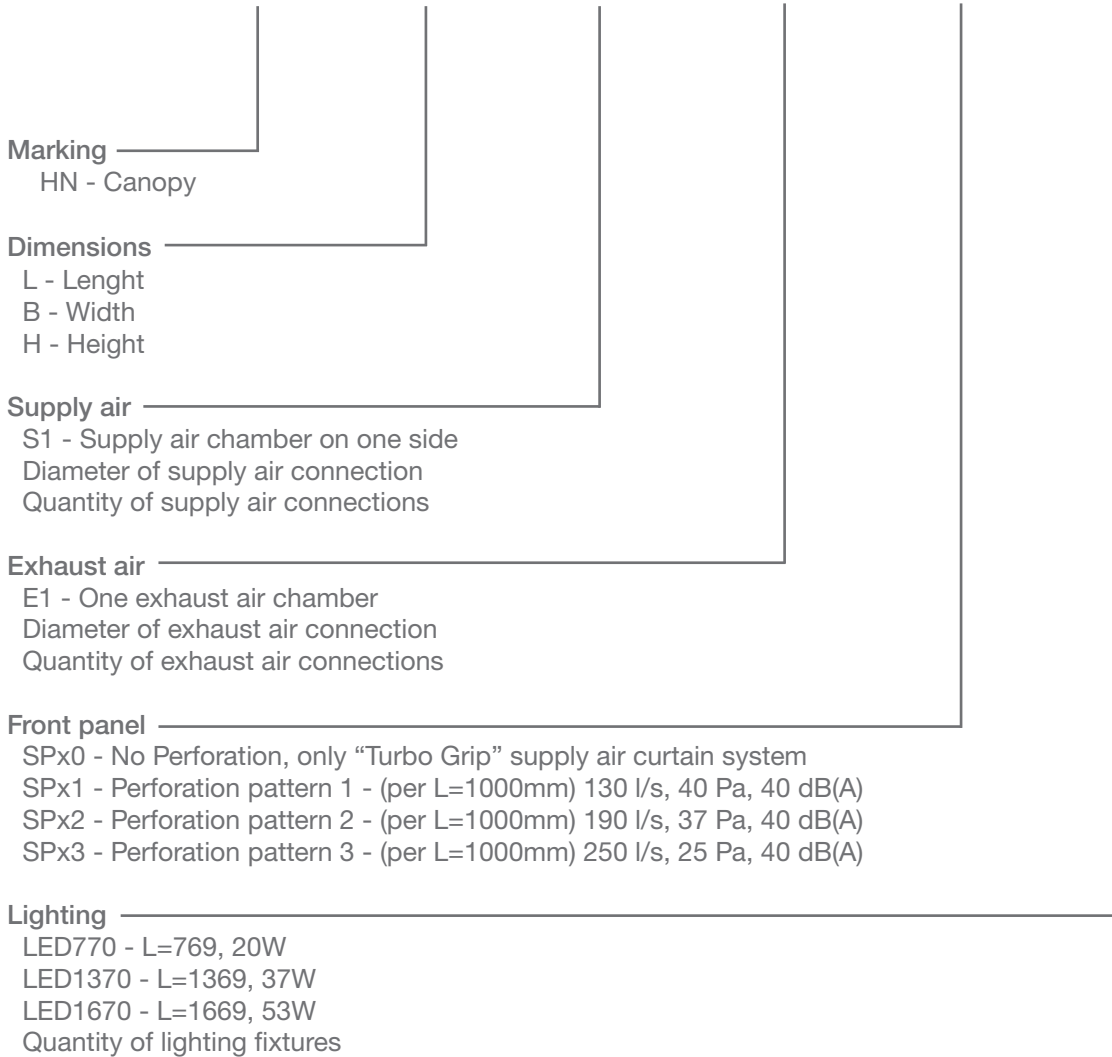 Marking
HN - Canopy
Dimensions
L - Lenght
B - Width
H - Height
Supply air
S1 - Supply air chamber on one side
Diameter of supply air connection
Quantity of supply air connections
Exhaust air
E1 - One exhaust air chamber
Diameter of exhaust air connection
Quantity of exhaust air connections
Front panel
SPx0 - No Perforation, only “Turbo Grip” supply air curtain system
SPx1 - Perforation pattern 1 - (per L=1000mm) 130 l/s, 40 Pa, 40 dB(A)
SPx2 - Perforation pattern 2 - (per L=1000mm) 190 l/s, 37 Pa, 40 dB(A)
SPx3 - Perforation pattern 3 - (per L=1000mm) 250 l/s, 25 Pa, 40 dB(A)
Lighting
LED770 - L=769, 20W
LED1370 - L=1369, 37W
LED1670 - L=1669, 53W
Quantity of lighting fixtures